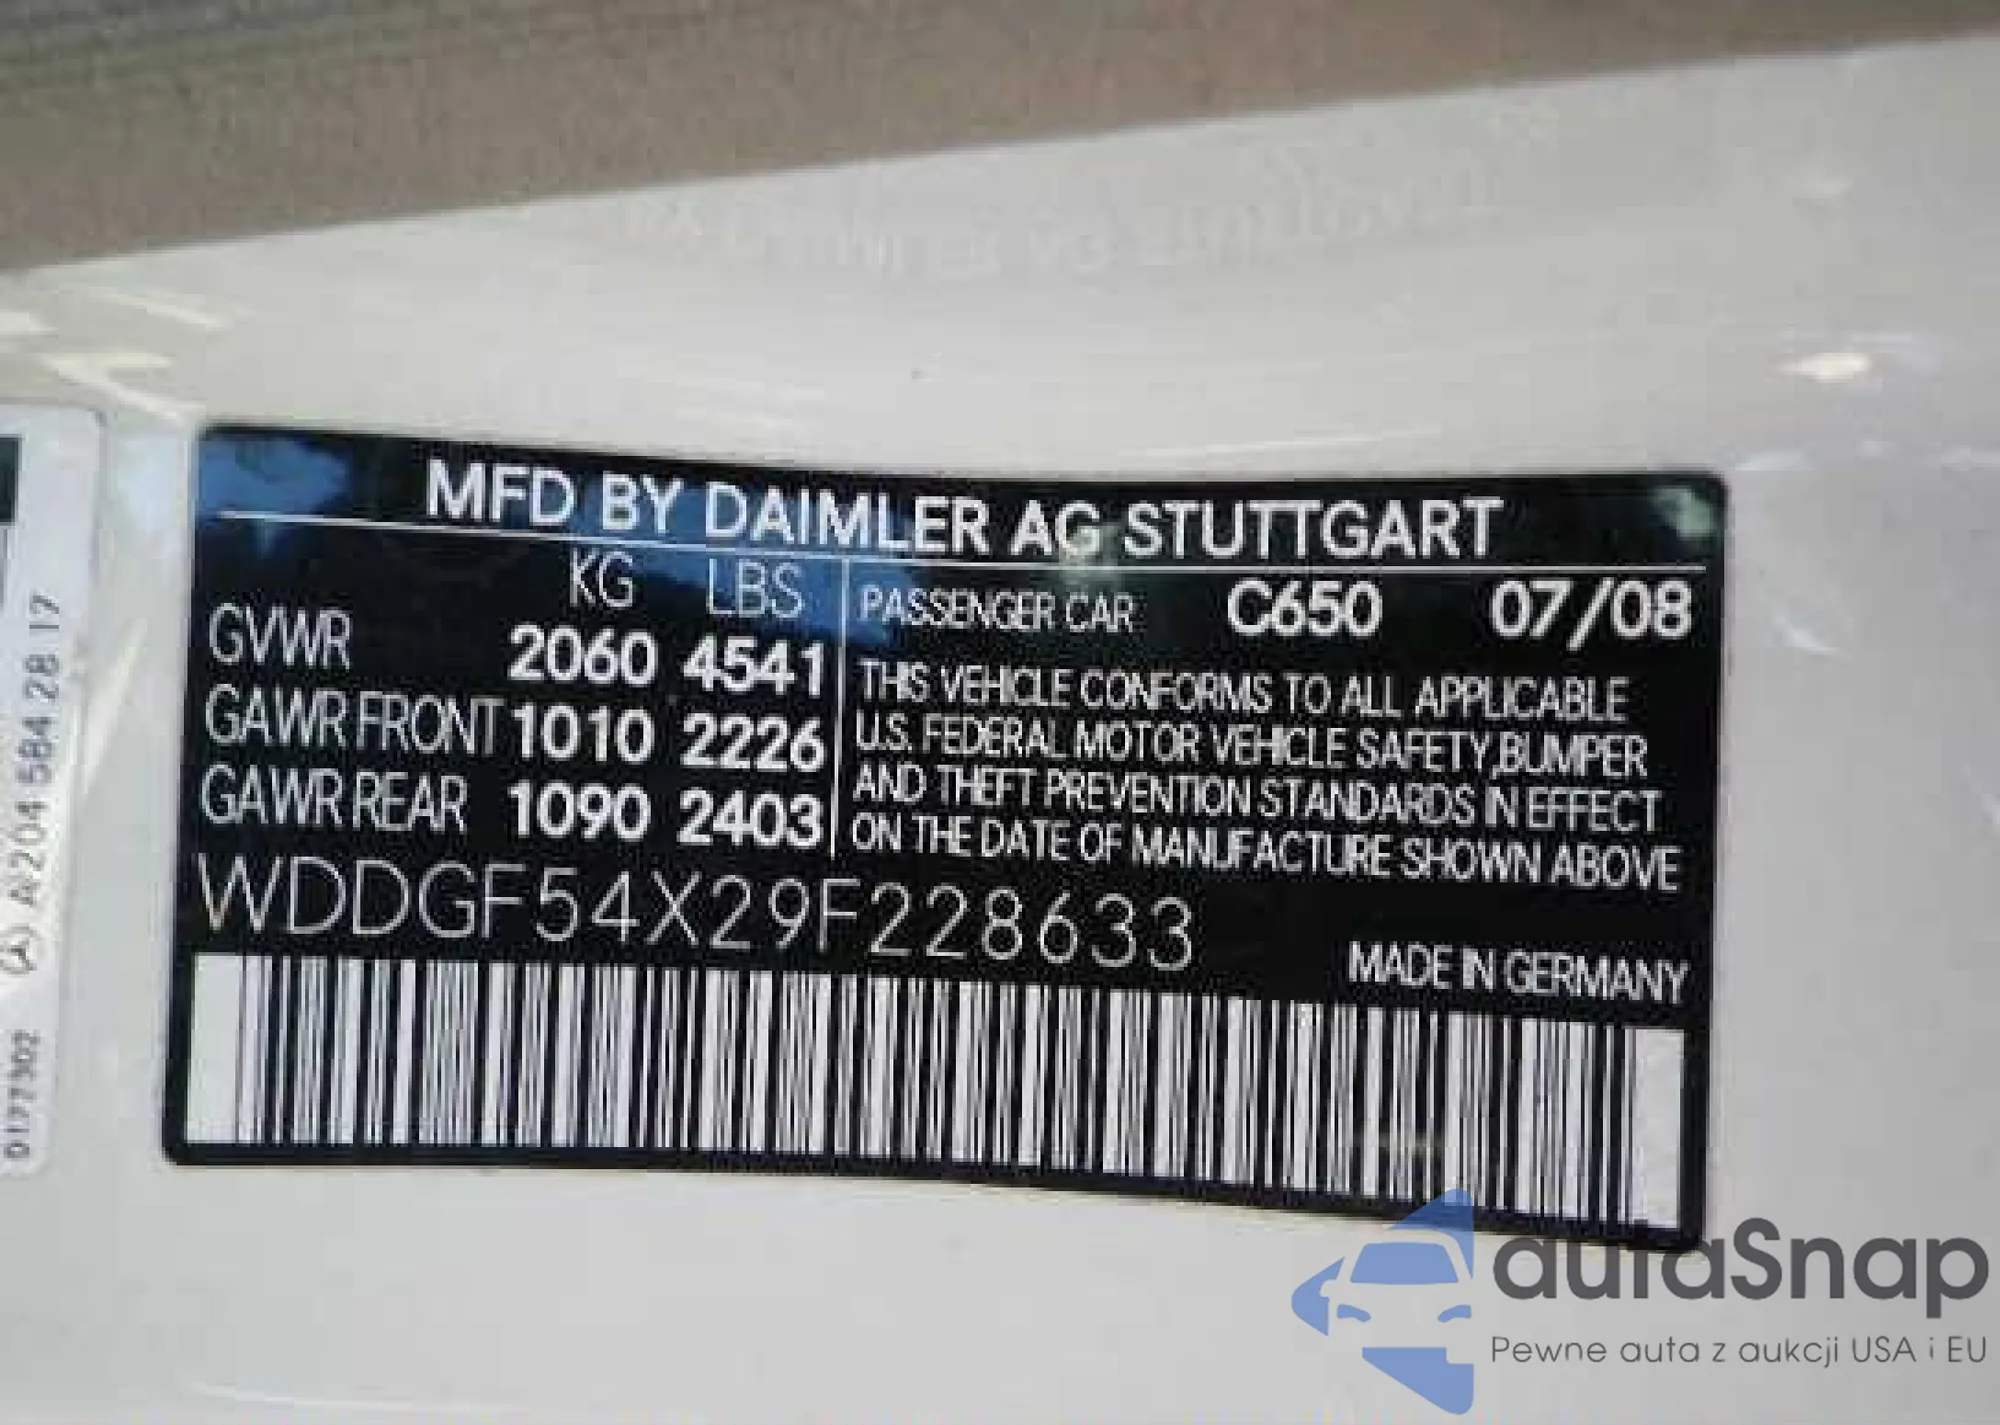 MFD BY DAIMLER AG STUTTGART
KG LBS
GVWR 2060 4541
GAWR FRONT 1010 2226
GAWR REAR 1090 2403
PASSENGER CAR C650 07/08
THIS VEHICLE CONFORMS TO ALL APPLICABLE
U.S. FEDERAL MOTOR VEHICLE SAFETY,BUMPER
AND THEFT PREVENTION STANDARDS IN EFFECT
ON THE DATE OF MANUFACTURE SHOWN ABOVE
WDDGF54X29F228633
MADE IN GERMANY
A 204 584 28 17
0177302
autaSnap
Pewne auta z aukcji USA i EU